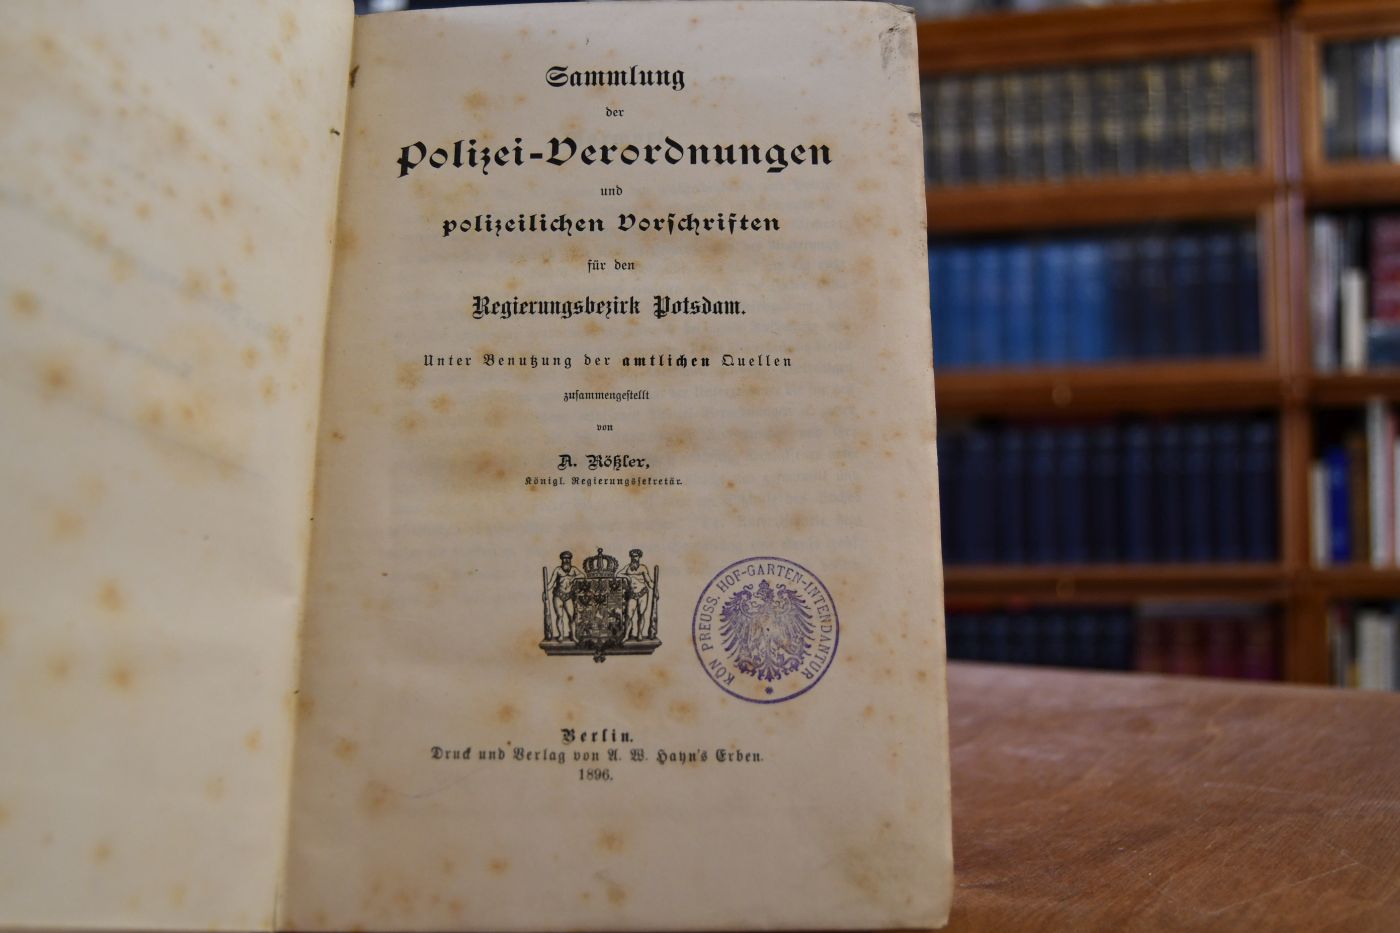 Sammlung
der
Polizei-Verordnungen
und
polizeilichen Vorschriften
für den
Regierungsbezirk Potsdam.
Unter Benutzung der amtlichen Quellen
zusammengestellt
von
A. Rößler,
Königl. Regierungssekretär.
KÖN PREUSS. HOF-GARTEN-INTENDANTUR
Berlin.
Druck und Verlag von A. W. Hayn's Erben.
1896.